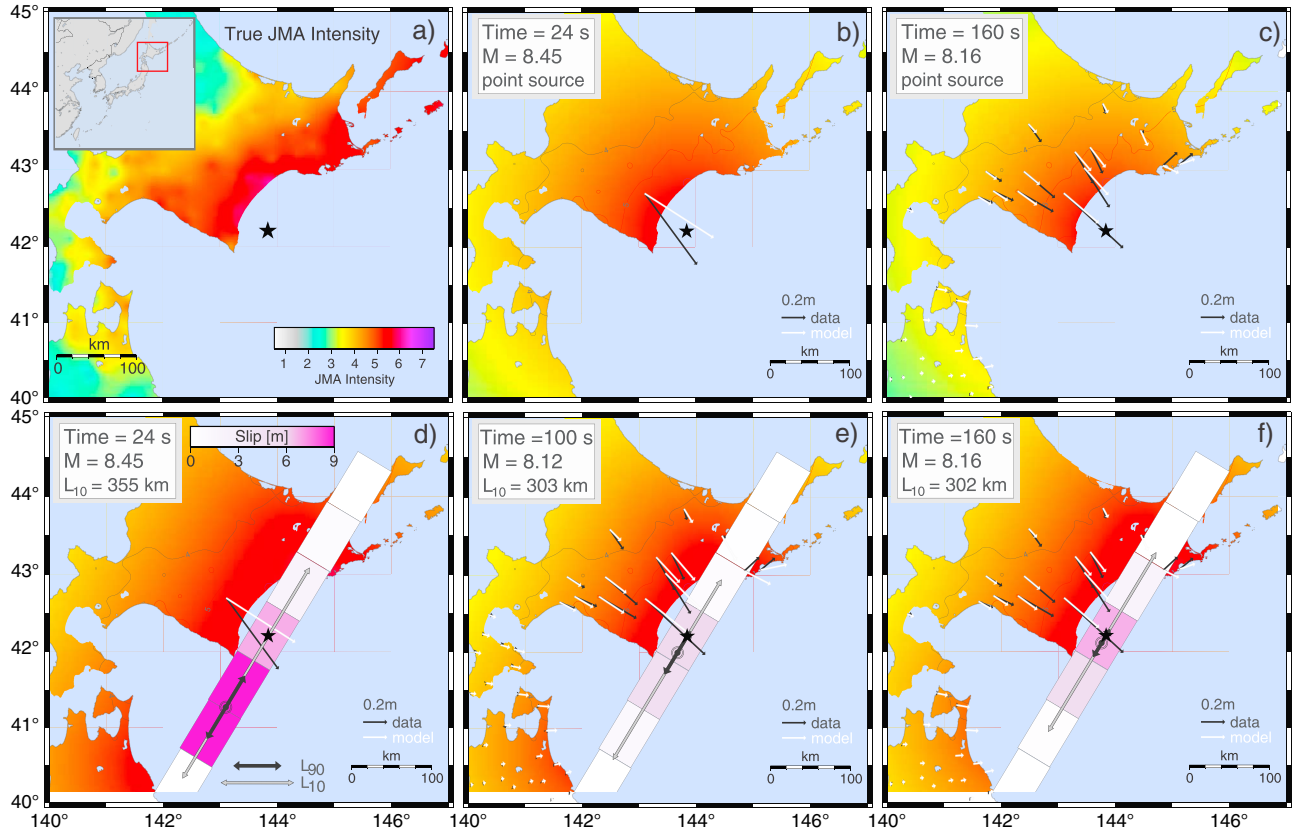 45°
44°
43°
42°
41°
40°
True JMA Intensity
a)
km
0
100
1 2 3 4 5 6 7
JMA Intensity
Time = 24 s
M = 8.45
point source
b)
0.2m
data
model
km
0
100
Time = 160 s
M = 8.16
point source
c)
0.2m
data
model
km
0
100
45°
44°
43°
42°
41°
40°
Time = 24 s
M = 8.45
L10 = 355 km
Slip [m]
0 3 6 9
d)
0.2m
data
model
km
0
100
L90
L10
Time =100 s
M = 8.12
L10 = 303 km
e)
0.2m
data
model
km
0
100
Time =160 s
M = 8.16
L10 = 302 km
f)
0.2m
data
model
km
0
100
140° 142° 144° 146° 140° 142° 144° 146° 140° 142° 144° 146°